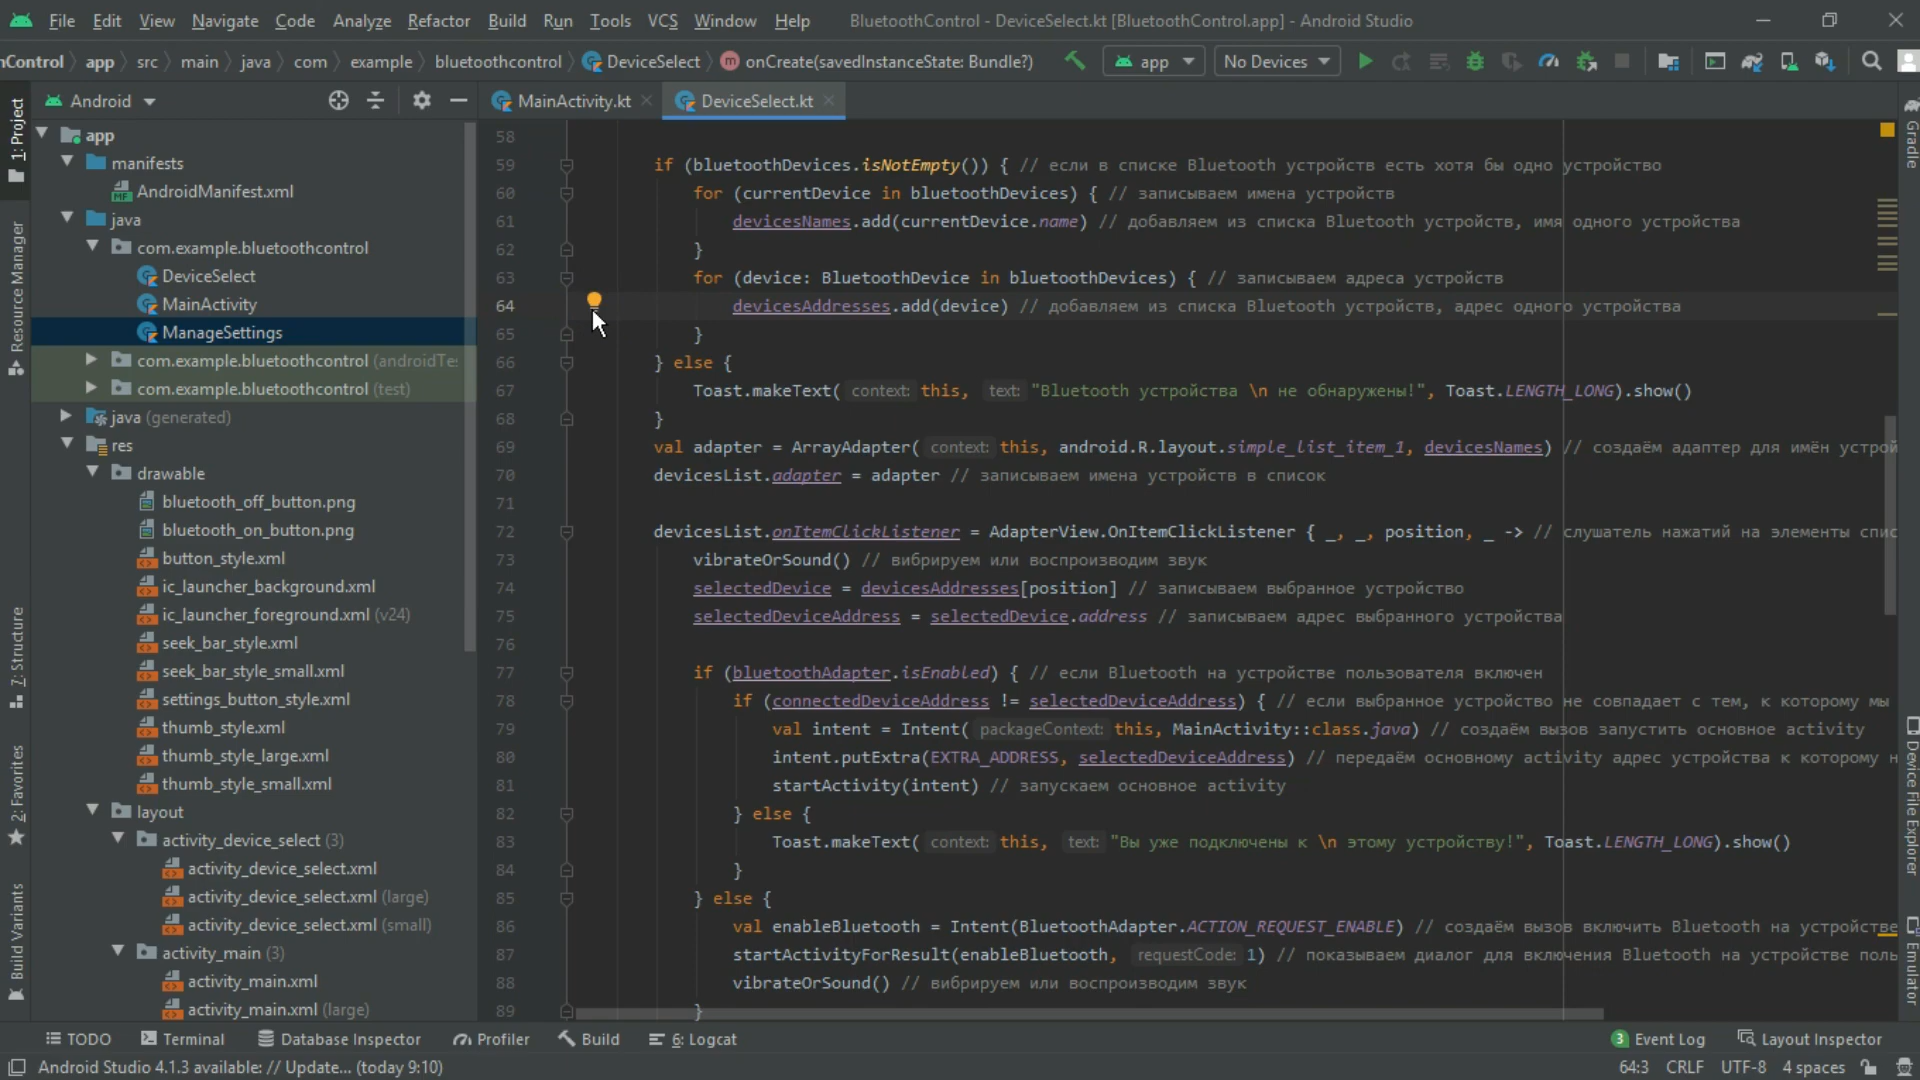 File Edit View Navigate Code Analyze Refactor Build Run Tools VCS Window Help BluetoothControl - DeviceSelect.kt [BluetoothControl.app] - Android Studio
hControl app src main java com example bluetoothcontrol DeviceSelect m onCreate(savedInstanceState: Bundle?) app No Devices
Android MainActivity.kt DeviceSelect.kt
1: Project
Resource Manager
7: Structure
2: Favorites
Build Variants
app
manifests
AndroidManifest.xml
java
com.example.bluetoothcontrol
DeviceSelect
MainActivity
ManageSettings
com.example.bluetoothcontrol (androidTes
com.example.bluetoothcontrol (test)
java (generated)
res
drawable
bluetooth_off_button.png
bluetooth_on_button.png
button_style.xml
ic_launcher_background.xml
ic_launcher_foreground.xml (v24)
seek_bar_style.xml
seek_bar_style_small.xml
settings_button_style.xml
thumb_style.xml
thumb_style_large.xml
thumb_style_small.xml
layout
activity_device_select (3)
activity_device_select.xml
activity_device_select.xml (large)
activity_device_select.xml (small)
activity_main (3)
activity_main.xml
activity_main.xml (large)
58
59 if (bluetoothDevices.isNotEmpty()) { // если в списке Bluetooth устройств есть хотя бы одно устройство
60 for (currentDevice in bluetoothDevices) { // записываем имена устройств
61 devicesNames.add(currentDevice.name) // добавляем из списка Bluetooth устройств, имя одного устройства
62 }
63 for (device: BluetoothDevice in bluetoothDevices) { // записываем адреса устройств
64 devicesAddresses.add(device) // добавляем из списка Bluetooth устройств, адрес одного устройства
65 }
66 } else {
67 Toast.makeText( context: this, text: "Bluetooth устройства \n не обнаружены!", Toast.LENGTH_LONG).show()
68 }
69 val adapter = ArrayAdapter( context: this, android.R.layout.simple_list_item_1, devicesNames) // создаём адаптер для имён устрой
70 devicesList.adapter = adapter // записываем имена устройств в список
71
72 devicesList.onItemClickListener = AdapterView.OnItemClickListener { _, _, position, _ -> // слушатель нажатий на элементы спис
73 vibrateOrSound() // вибрируем или воспроизводим звук
74 selectedDevice = devicesAddresses[position] // записываем выбранное устройство
75 selectedDeviceAddress = selectedDevice.address // записываем адрес выбранного устройства
76
77 if (bluetoothAdapter.isEnabled) { // если Bluetooth на устройстве пользователя включен
78 if (connectedDeviceAddress != selectedDeviceAddress) { // если выбранное устройство не совпадает с тем, к которому мы
79 val intent = Intent( packageContext: this, MainActivity::class.java) // создаём вызов запустить основное activity
80 intent.putExtra(EXTRA_ADDRESS, selectedDeviceAddress) // передаём основному activity адрес устройства к которому н
81 startActivity(intent) // запускаем основное activity
82 } else {
83 Toast.makeText( context: this, text: "Вы уже подключены к \n этому устройству!", Toast.LENGTH_LONG).show()
84 }
85 } else {
86 val enableBluetooth = Intent(BluetoothAdapter.ACTION_REQUEST_ENABLE) // создаём вызов включить Bluetooth на устройстве
87 startActivityForResult(enableBluetooth, requestCode: 1) // показываем диалог для включения Bluetooth на устройстве поль
88 vibrateOrSound() // вибрируем или воспроизводим звук
89 }
Gradle
Device File Explorer
Emulator
TODO Terminal Database Inspector Profiler Build 6: Logcat 3 Event Log Layout Inspector
Android Studio 4.1.3 available: // Update... (today 9:10) 64:3 CRLF UTF-8 4 spaces